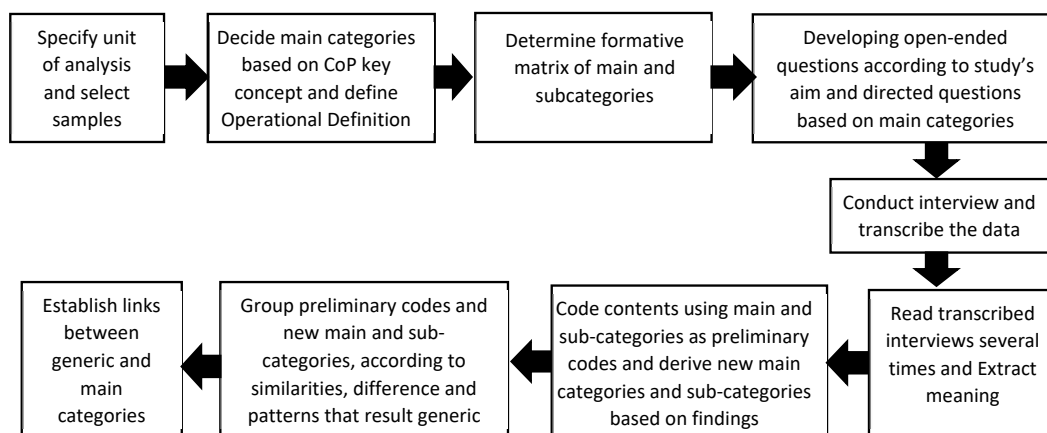 Specify unit
of analysis
and select
samples
Decide main categories
based on CoP key
concept and define
Operational Definition
Determine formative
matrix of main and
subcategories
Developing open-ended
questions according to study's
aim and directed questions
based on main categories
Conduct interview and
transcribe the data
Read transcribed
interviews several
times and Extract
meaning
Code contents using main and
sub-categories as preliminary
codes and derive new main
categories and sub-categories
based on findings
Group preliminary codes and
new main and sub-
categories, according to
similarities, difference and
patterns that result generic
Establish links
between
generic and
main
categories